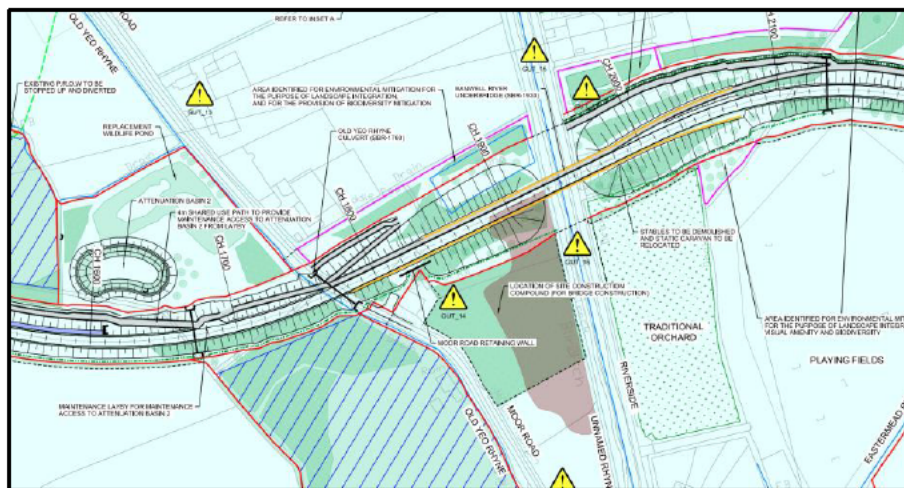 OLD YEO RHYNE
ROAD
REFER TO INSET A
CH 2100
EXISTING P.R.O.W TO BE
STOPPED UP AND DIVERTED
AREA IDENTIFIED FOR ENVIRONMENTAL MITIGATION FOR
THE PURPOSE OF LANDSCAPE INTEGRATION,
AND FOR THE PROVISION OF BIODIVERSITY MITIGATION
BANWELL RIVER
UNDERBRIDGE
CH 2000
REPLACEMENT
WILDLIFE POND
OLD YEO RHYNE
CULVERT
CH 1900
ATTENUATION BASIN 2
4m SHARED USE PATH TO PROVIDE
MAINTENANCE ACCESS TO ATTENUATION
BASIN 2 FROM LAYBY
CH 1800
CH 1700
CH 1600
STABLES TO BE DEMOLISHED
AND STATIC CARAVAN TO BE
RELOCATED
LOCATION OF SITE CONSTRUCTION
COMPOUND (FOR BRIDGE CONSTRUCTION)
OUT_14
MOOR ROAD RETAINING WALL
TRADITIONAL
ORCHARD
AREA IDENTIFIED FOR ENVIRONMENTAL MIT
FOR THE PURPOSE OF LANDSCAPE INTEGRA
VISUAL AMENITY AND BIODIVERSITY
PLAYING FIELDS
MAINTENANCE LAYBY FOR MAINTENANCE
ACCESS TO ATTENUATION BASIN 2
RIVERSIDE
OLD YEO RHYNE
MOOR ROAD
UNNAMED RHYNE
EASTERMEAD